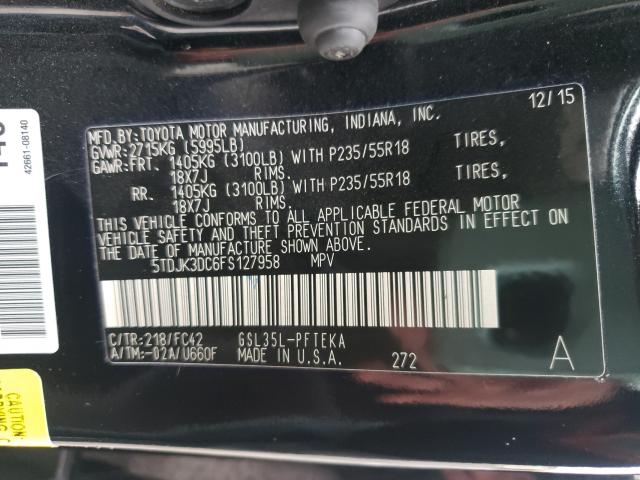 12/15
MFD.BY:TOYOTA MOTOR MANUFACTURING, INDIANA, INC.
GVWR:2715KG (5995LB)
GAWR:FRT. 1405KG (3100LB) WITH P235/55R18 TIRES,
18X7J RIMS.
RR. 1405KG (3100LB) WITH P235/55R18 TIRES,
18X7J RIMS.
THIS VEHICLE CONFORMS TO ALL APPLICABLE FEDERAL MOTOR
VEHICLE SAFETY AND THEFT PREVENTION STANDARDS IN EFFECT ON
THE DATE OF MANUFACTURE SHOWN ABOVE.
5TDJK3DC6FS127958 MPV
C/TR:218/FC42 GSL35L-PFTEKA
A/TM:-02A/U660F MADE IN U.S.A. 272 A
42661-08140
CAUTION